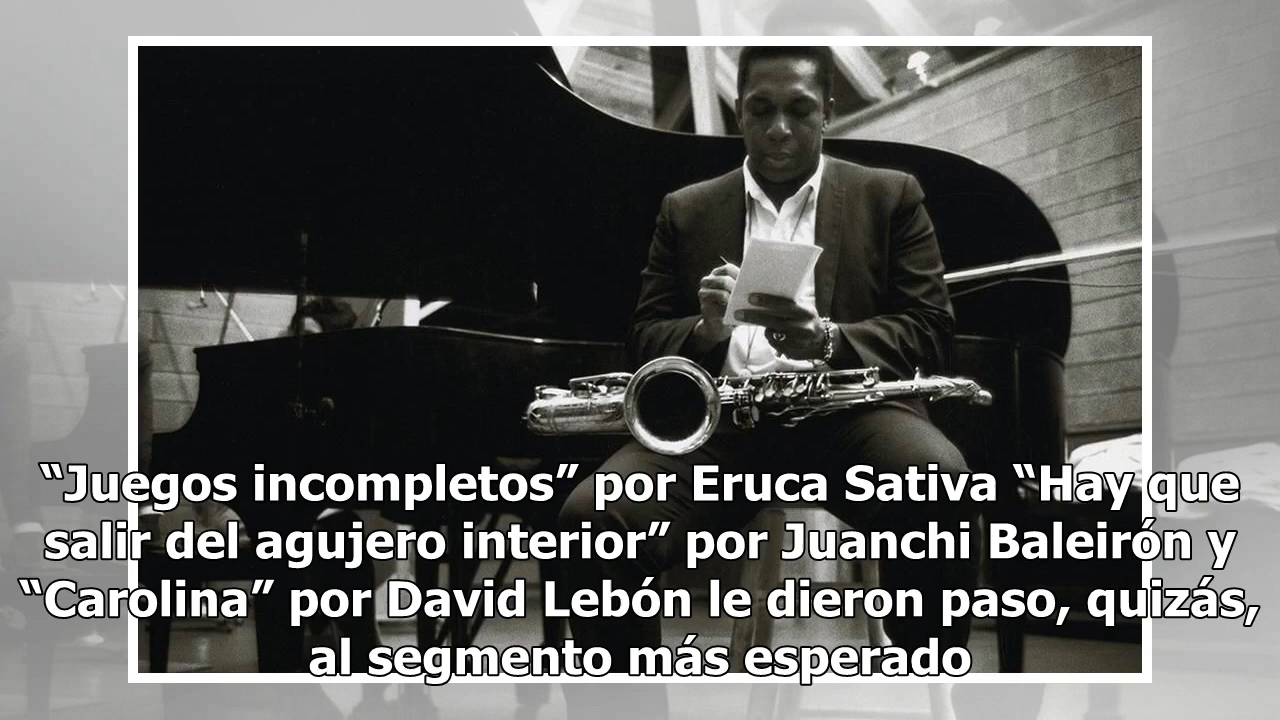 “Juegos incompletos” por Eruca Sativa “Hay que
salir del agujero interior” por Juanchi Baleirón y
“Carolina” por David Lebón le dieron paso, quizás,
al segmento más esperado